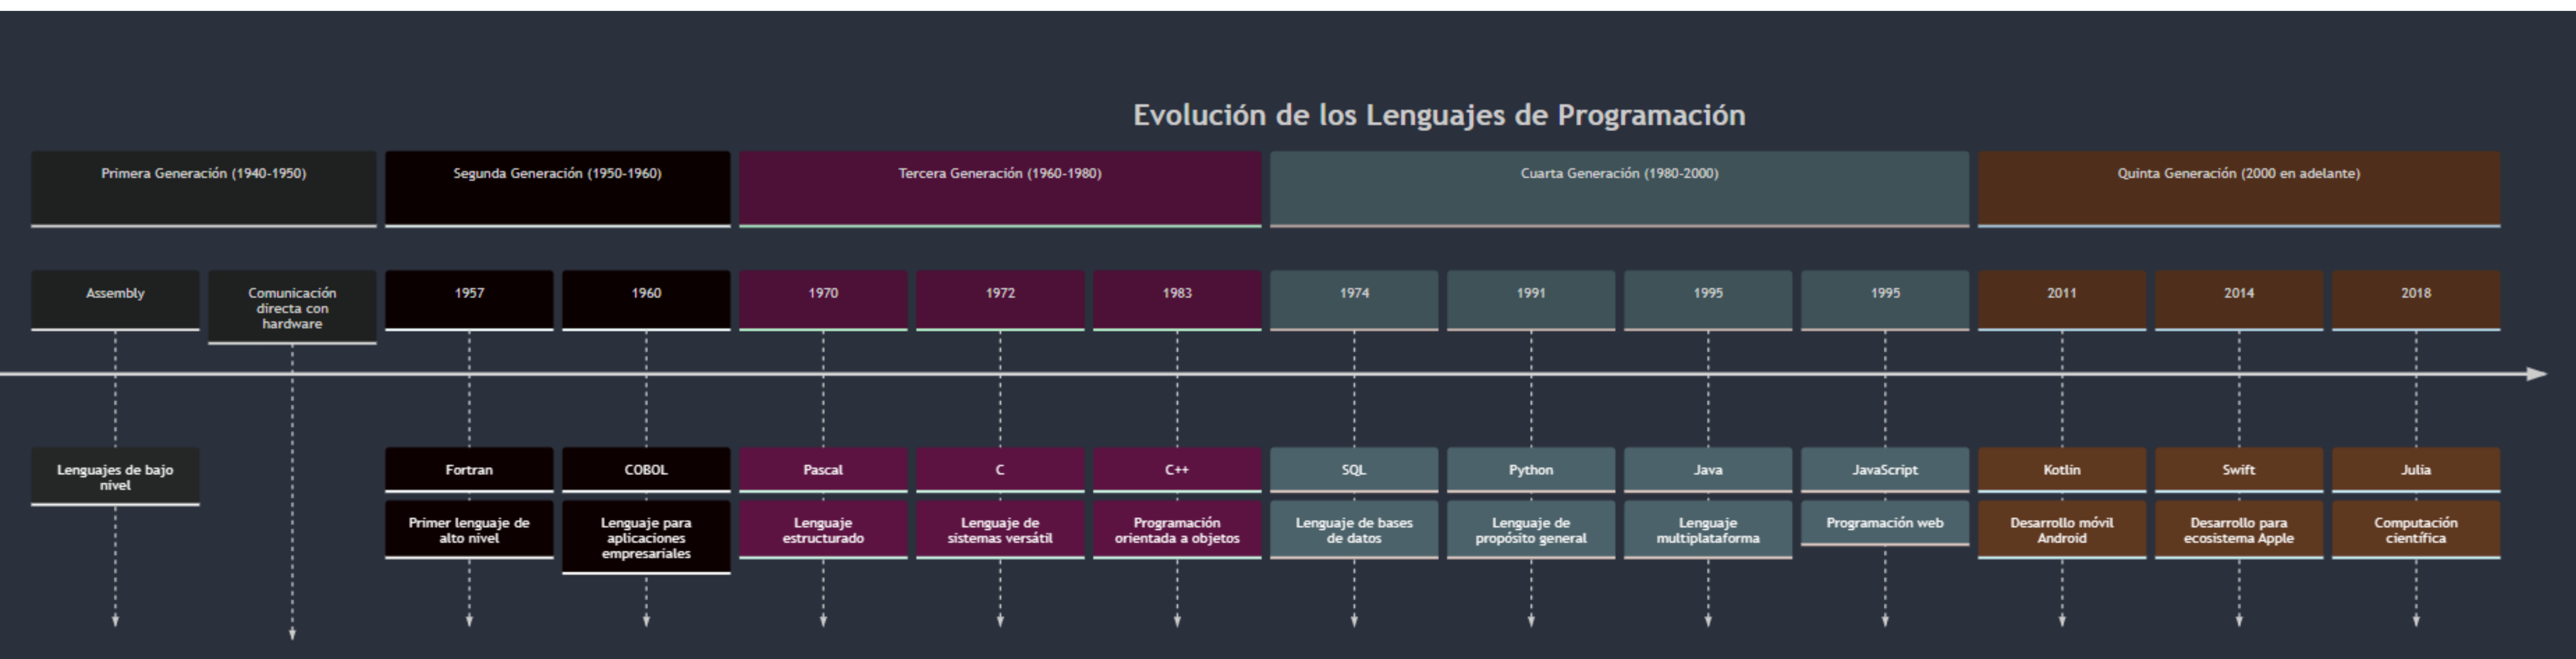 Evolución de los Lenguajes de Programación
Primera Generación (1940-1950)
Segunda Generación (1950-1960)
Tercera Generación (1960-1980)
Cuarta Generación (1980-2000)
Quinta Generación (2000 en adelante)
Assembly
Comunicación
directa con
hardware
1957
1960
1970
1972
1983
1974
1991
1995
1995
2011
2014
2018
Lenguajes de bajo
nivel
Fortran
Primer lenguaje de
alto nivel
COBOL
Lenguaje para
aplicaciones
empresariales
Pascal
Lenguaje
estructurado
C
Lenguaje de
sistemas versátil
C++
Programación
orientada a objetos
SQL
Lenguaje de bases
de datos
Python
Lenguaje de
propósito general
Java
Lenguaje
multiplataforma
JavaScript
Programación web
Kotlin
Desarrollo móvil
Android
Swift
Desarrollo para
ecosistema Apple
Julia
Computación
científica